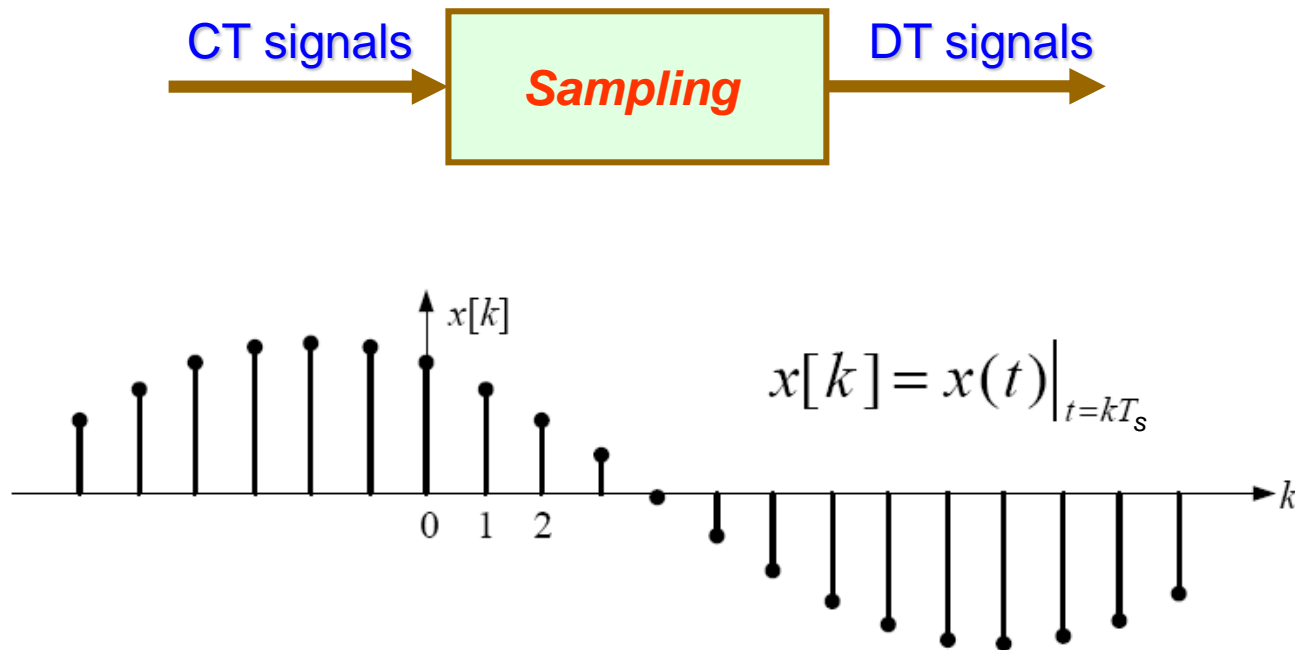 CT signals
DT signals
Sampling
x[k]
x[k] = x(t)|t=kTs
0 1 2
k